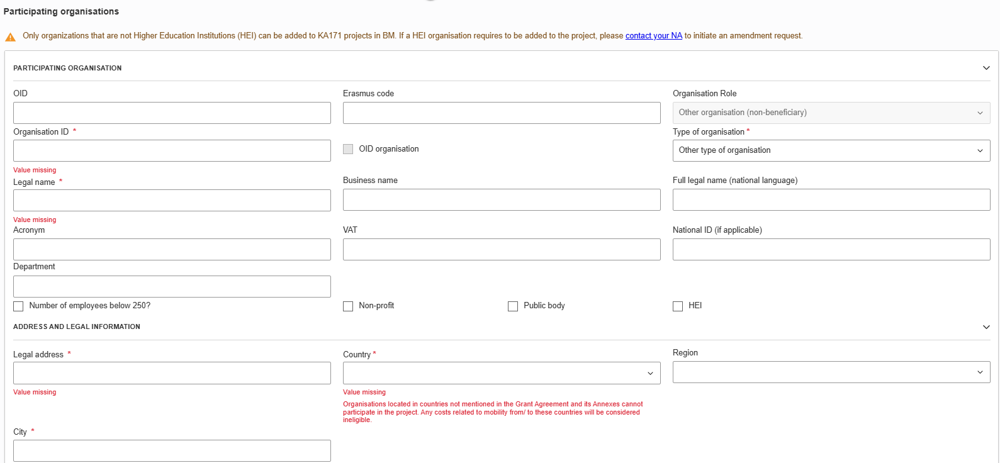 Participating organisations
Only organizations that are not Higher Education Institutions (HEI) can be added to KA171 projects in BM. If a HEI organisation requires to be added to the project, please contact your NA to initiate an amendment request.
PARTICIPATING ORGANISATION
OID
Erasmus code
Organisation Role
Other organisation (non-beneficiary)
Organisation ID *
OID organisation
Type of organisation *
Other type of organisation
Value missing
Legal name *
Business name
Full legal name (national language)
Value missing
Acronym
VAT
National ID (if applicable)
Department
Number of employees below 250?
Non-profit
Public body
HEI
ADDRESS AND LEGAL INFORMATION
Legal address *
Country *
Region
Value missing
Value missing
Organisations located in countries not mentioned in the Grant Agreement and its Annexes cannot
participate in the project. Any costs related to mobility from/ to these countries will be considered
ineligible.
City *